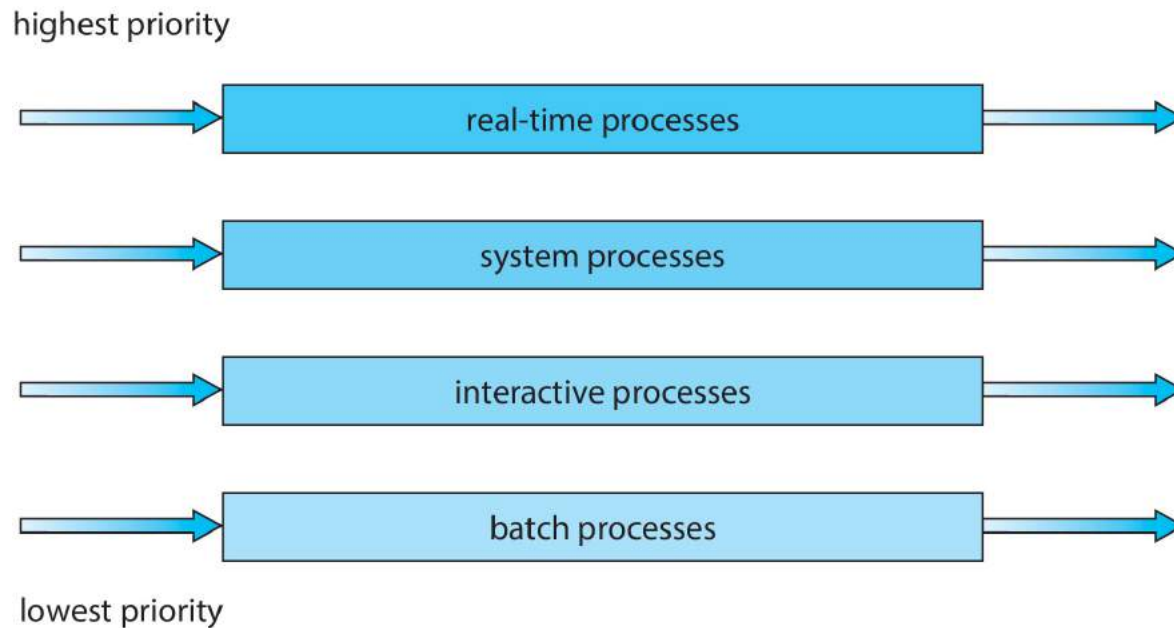 highest priority
real-time processes
system processes
interactive processes
batch processes
lowest priority